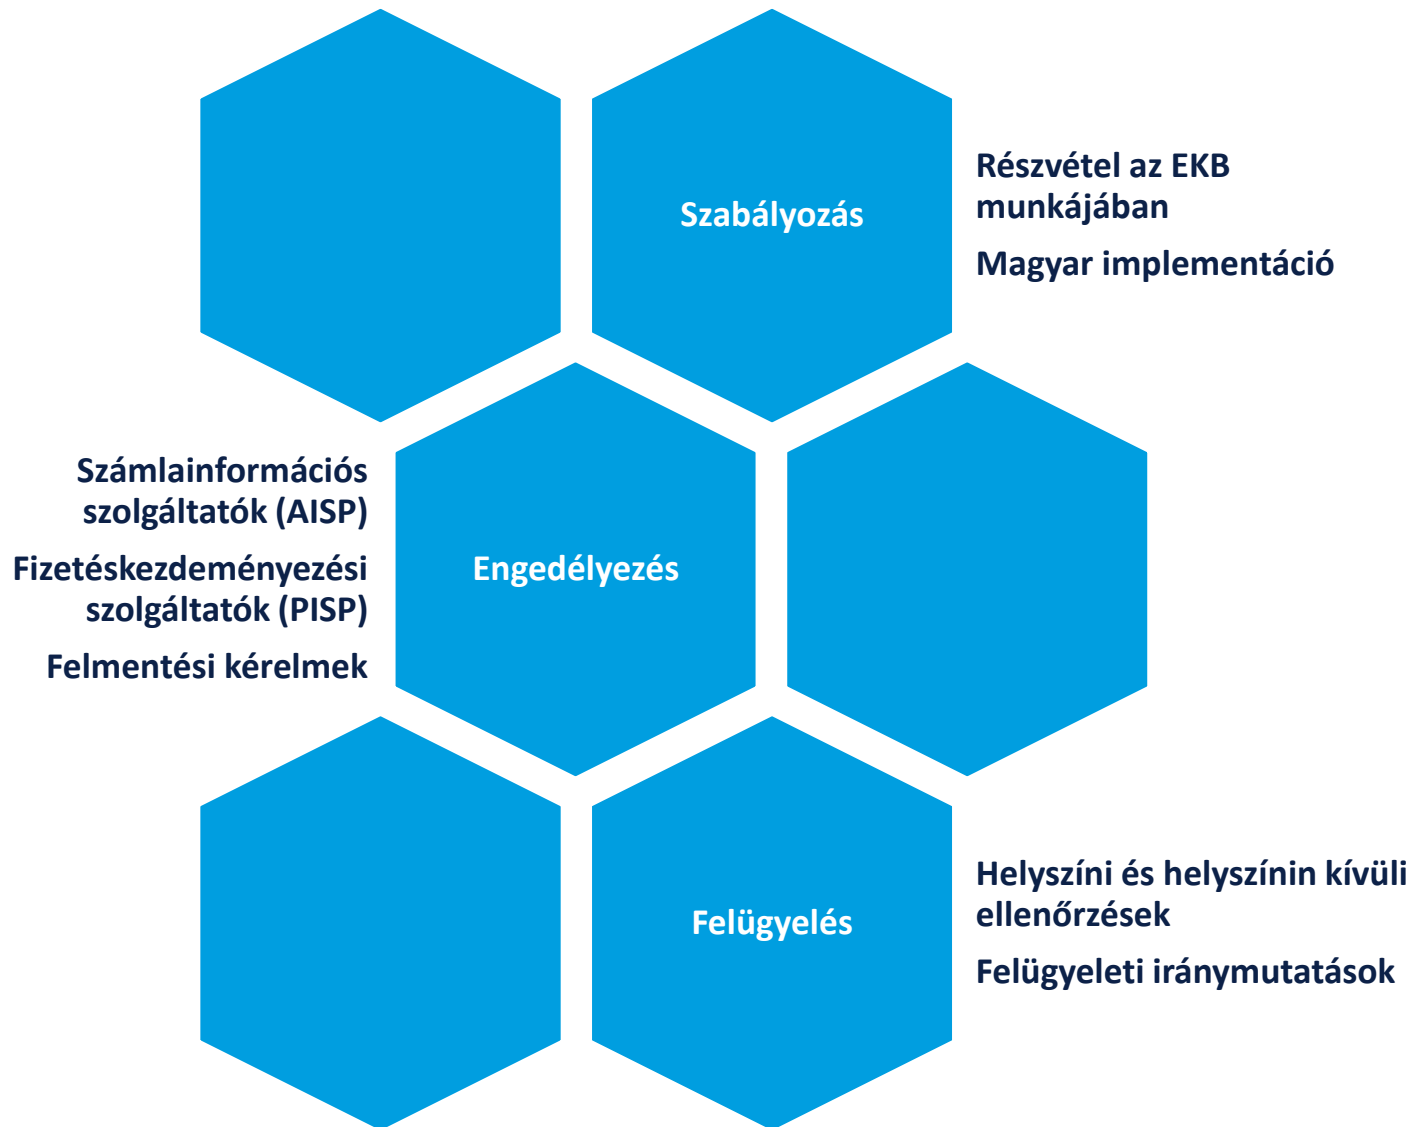 Szabályozás
Részvétel az EKB
munkájában
Magyar implementáció
Számlainformációs
szolgáltatók (AISP)
Fizetéskezdeményezési
szolgáltatók (PISP)
Felmentési kérelmek
Engedélyezés
Felügyelés
Helyszíni és helyszínin kívüli
ellenőrzések
Felügyeleti iránymutatások